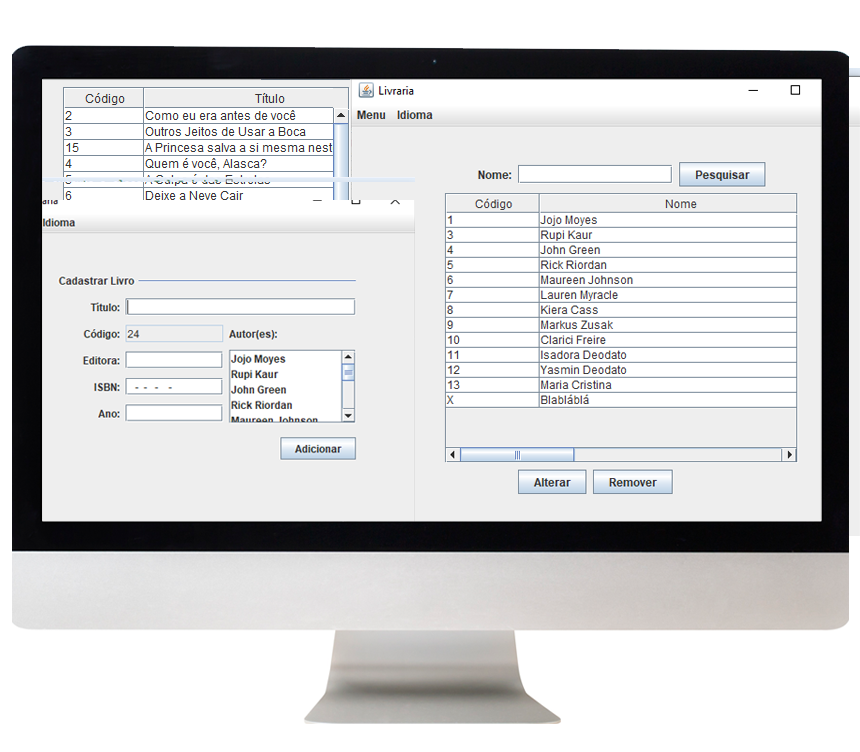 Código Título
2 Como eu era antes de você
3 Outros Jeitos de Usar a Boca
15 A Princesa salva a si mesma nest
4 Quem é você, Alasca?
5 A Culpa é das Estrelas
6 Deixe a Neve Cair
Idioma
Cadastrar Livro
Título:
Código: 24 Autor(es):
Editora:
ISBN: - - - -
Ano:
Jojo Moyes
Rupi Kaur
John Green
Rick Riordan
Maureen Johnson
Adicionar
Livraria
Menu Idioma
Nome: Pesquisar
Código Nome
1 Jojo Moyes
3 Rupi Kaur
4 John Green
5 Rick Riordan
6 Maureen Johnson
7 Lauren Myracle
8 Kiera Cass
9 Markus Zusak
10 Clarici Freire
11 Isadora Deodato
12 Yasmin Deodato
13 Maria Cristina
X Blabláblá
Alterar Remover